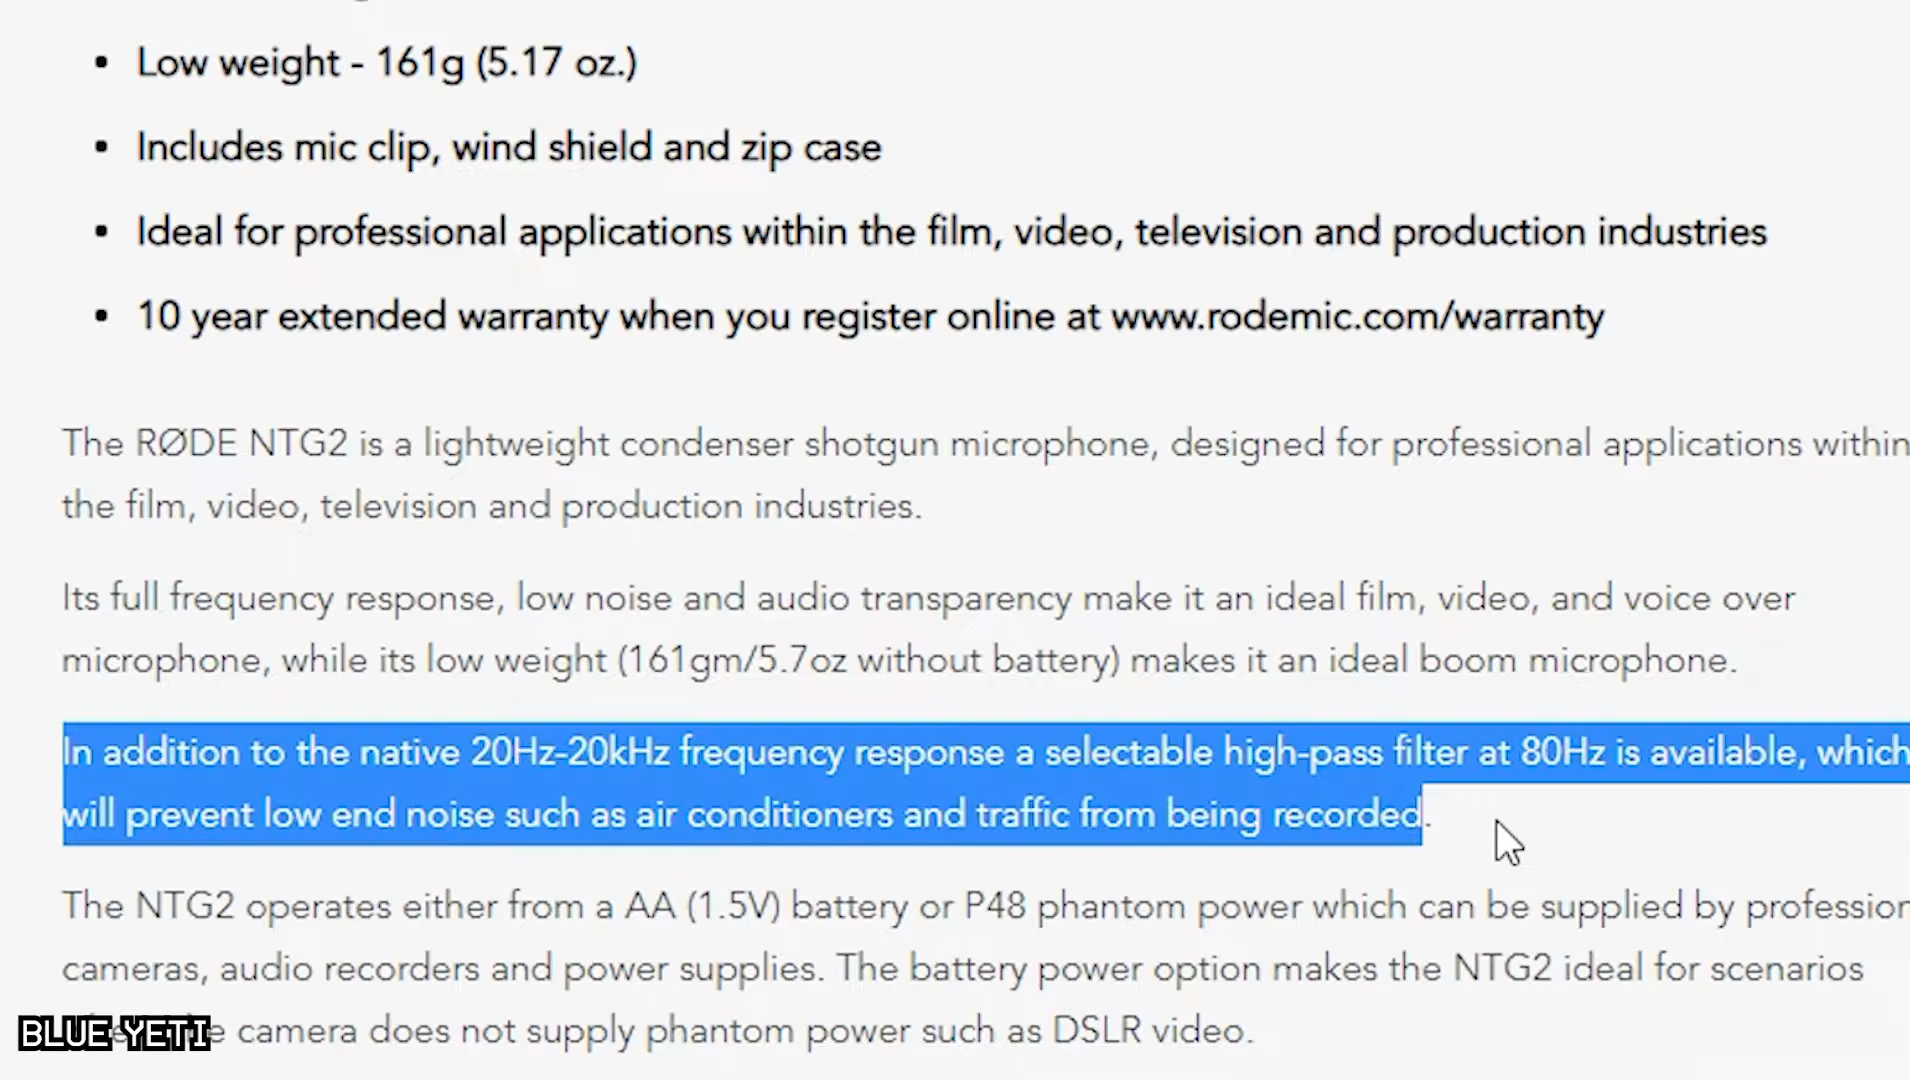 • Low weight - 161g (5.17 oz.)
• Includes mic clip, wind shield and zip case
• Ideal for professional applications within the film, video, television and production industries
• 10 year extended warranty when you register online at www.rodemic.com/warranty
The RØDE NTG2 is a lightweight condenser shotgun microphone, designed for professional applications within
the film, video, television and production industries.
Its full frequency response, low noise and audio transparency make it an ideal film, video, and voice over
microphone, while its low weight (161gm/5.7oz without battery) makes it an ideal boom microphone.
In addition to the native 20Hz-20kHz frequency response a selectable high-pass filter at 80Hz is available, which
will prevent low end noise such as air conditioners and traffic from being recorded.
The NTG2 operates either from a AA (1.5V) battery or P48 phantom power which can be supplied by
cameras, audio recorders and power supplies. The battery power option makes the NTG2 ideal for scenarios
camera does not supply phantom power such as DSLR video.
BLUE YETI